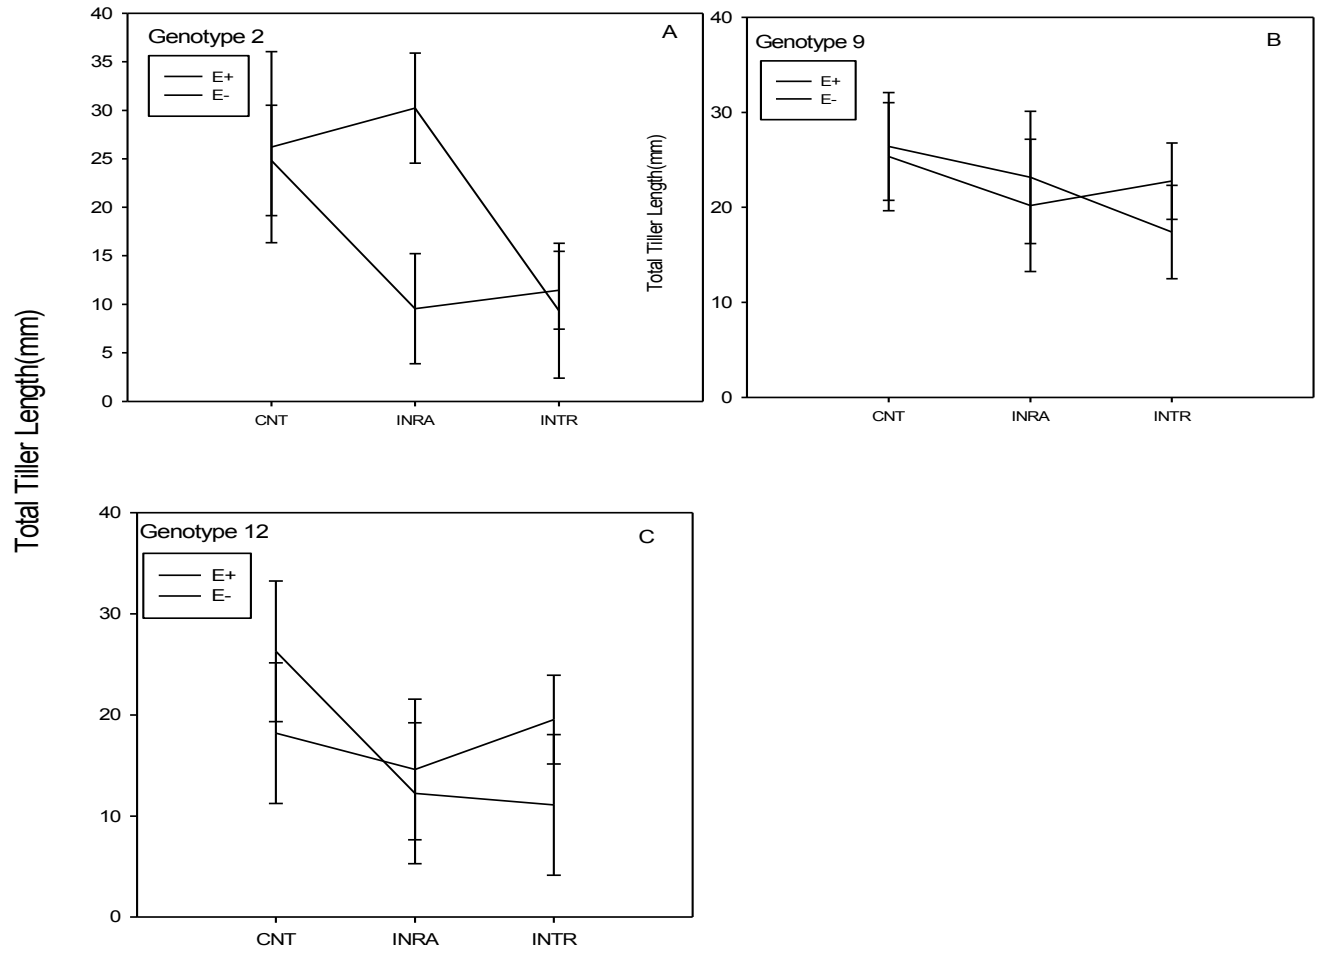 Total Tiller Length(mm)
Genotype 2
A
E+
E-
40
35
30
25
20
15
10
5
0
CNT
INRA
INTR
Total Tiller Length(mm)
Genotype 9
B
E+
E-
40
30
20
10
0
CNT
INRA
INTR
Genotype 12
C
E+
E-
40
30
20
10
0
CNT
INRA
INTR